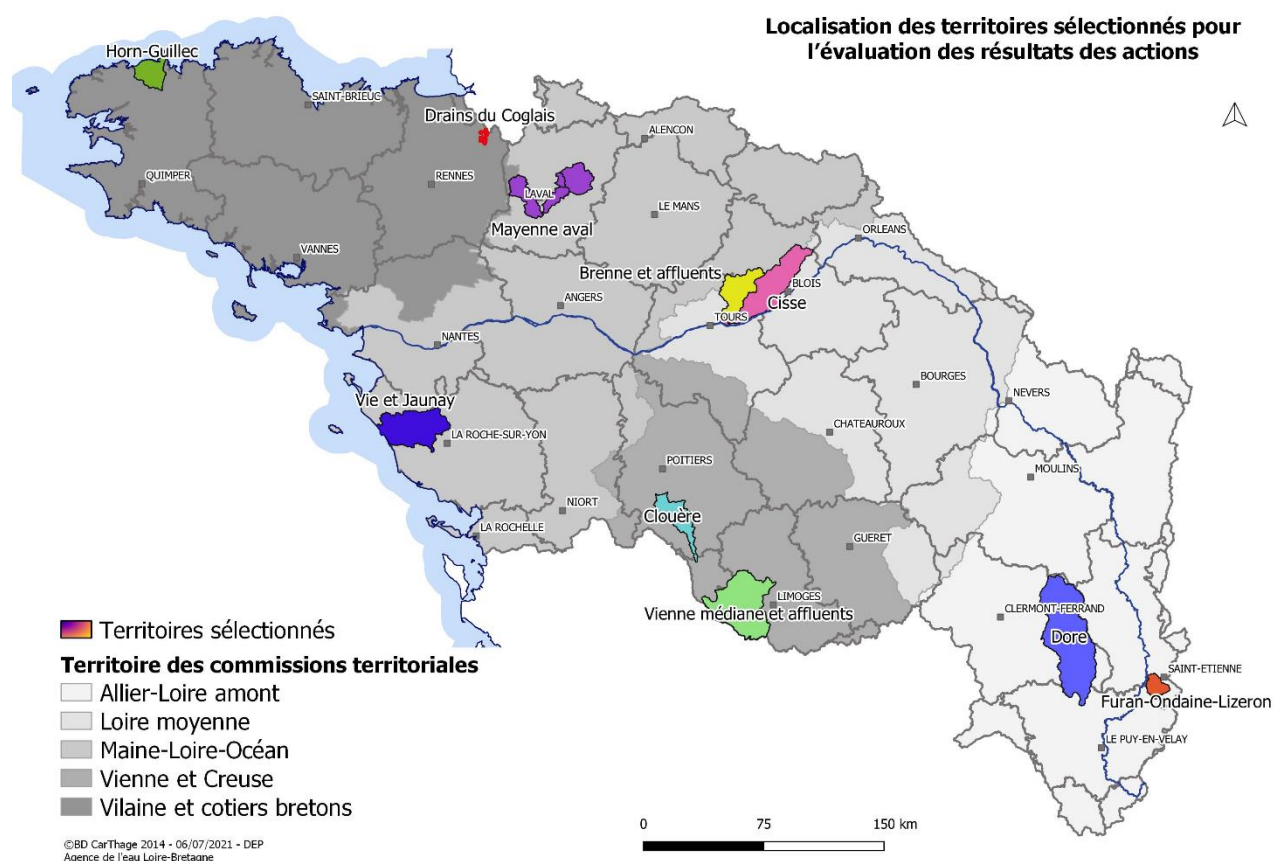 Localisation des territoires sélectionnés pour
l'évaluation des résultats des actions
Horn-Guillec
SAINT-BRIEUC
Drains du Coglais
ALENCON
QUIMPER
RENNES
LAVAL
LE MANS
Mayenne aval
ORLEANS
VANNES
Brenne et affluents
BLOIS
ANGERS
Cisse
TOURS
NANTES
BOURGES
NEVERS
Vie et Jaunay
CHATEAUROUX
LA ROCHE-SUR-YON
POITIERS
MOULINS
NIORT
Clouère
LA ROCHELLE
GUERET
LIMOGES
Vienne médiane et affluents
CLERMONT-FERRAND
Dore
SAINT-ETIENNE
Furan-Ondaine-Lizeron
LE PUY-EN-VELAY
Territoires sélectionnés
Territoire des commissions territoriales
Allier-Loire amont
Loire moyenne
Maine-Loire-Océan
Vienne et Creuse
Vilaine et cotiers bretons
0 75 150 km
©BD CarThage 2014 - 06/07/2021 - DEP
Agence de l'eau Loire-Bretagne